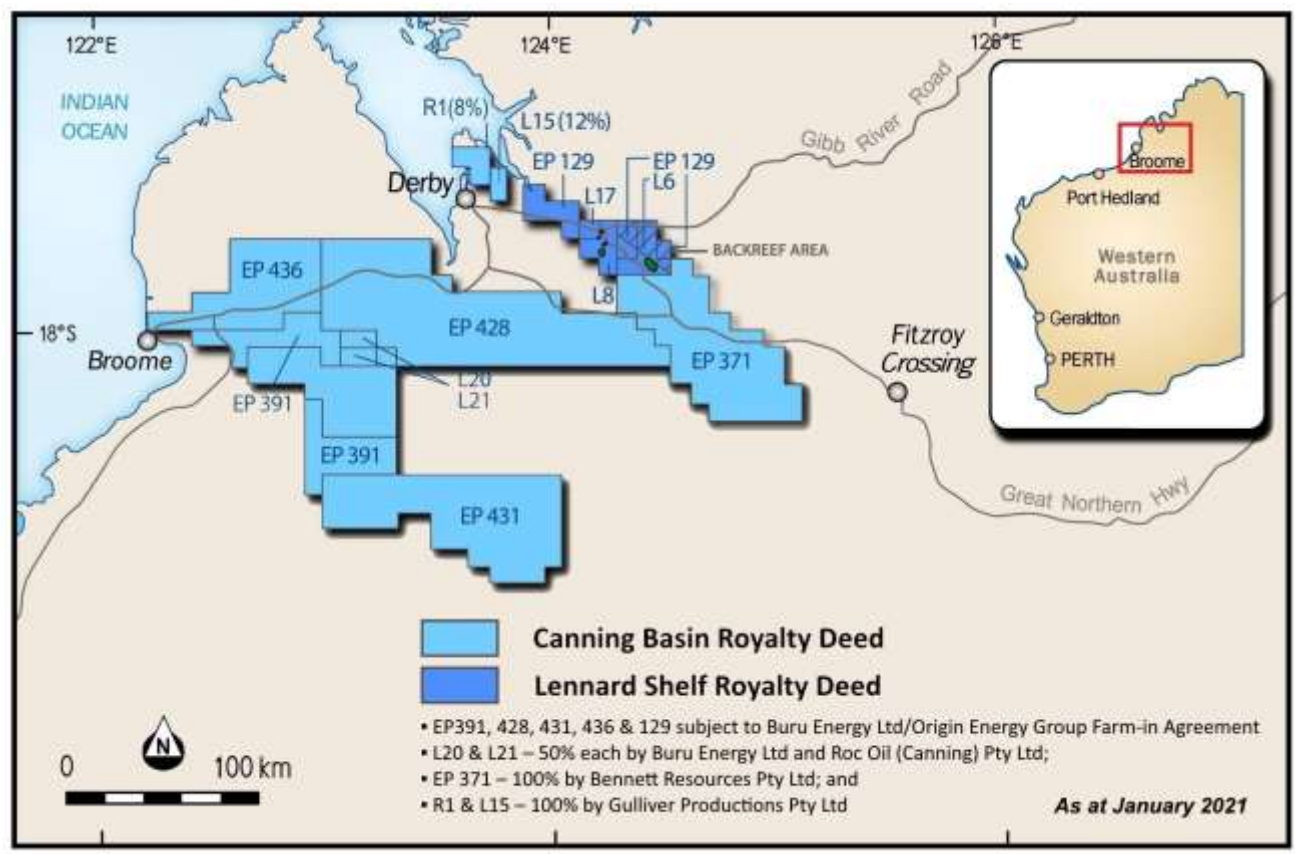 122°E
124°E
126°E
INDIAN
OCEAN
R1(8%)
L15 (12%)
EP 129
EP 129
L6
L17
Gibb River Road
Derby
BACKREEF AREA
L8
EP 436
EP 428
EP 371
18°S
Broome
Fitzroy
Crossing
L20
L21
EP 391
EP 391
EP 431
Great Northern Hwy
Broome
Port Hedland
Western
Australia
Geraldton
PERTH
Canning Basin Royalty Deed
Lennard Shelf Royalty Deed
▪ EP391, 428, 431, 436 & 129 subject to Buru Energy Ltd/Origin Energy Group Farm-in Agreement
▪ L20 & L21 – 50% each by Buru Energy Ltd and Roc Oil (Canning) Pty Ltd;
▪ EP 371 – 100% by Bennett Resources Pty Ltd; and
▪ R1 & L15 – 100% by Gulliver Productions Pty Ltd
As at January 2021
N
0 100 km